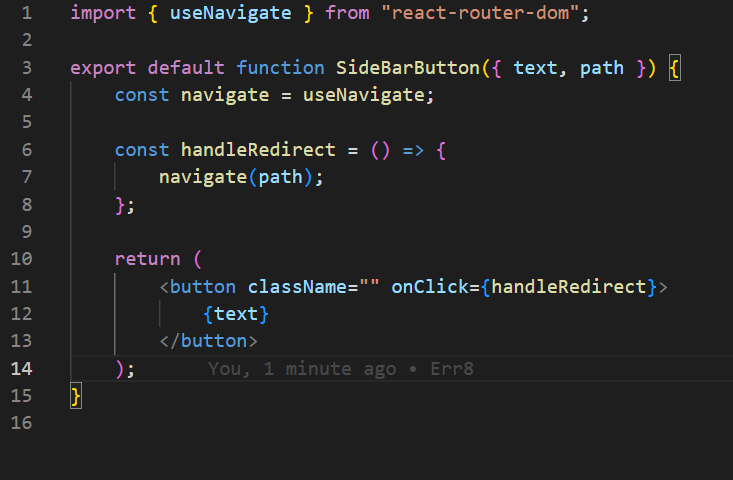 1 import { useNavigate } from "react-router-dom";
2
3 export default function SideBarButton({ text, path }) {
4     const navigate = useNavigate;
5
6     const handleRedirect = () => {
7         navigate(path);
8     };
9
10     return (
11         <button className="" onClick={handleRedirect}>
12             {text}
13         </button>
14     );      You, 1 minute ago • Err8
15 }
16